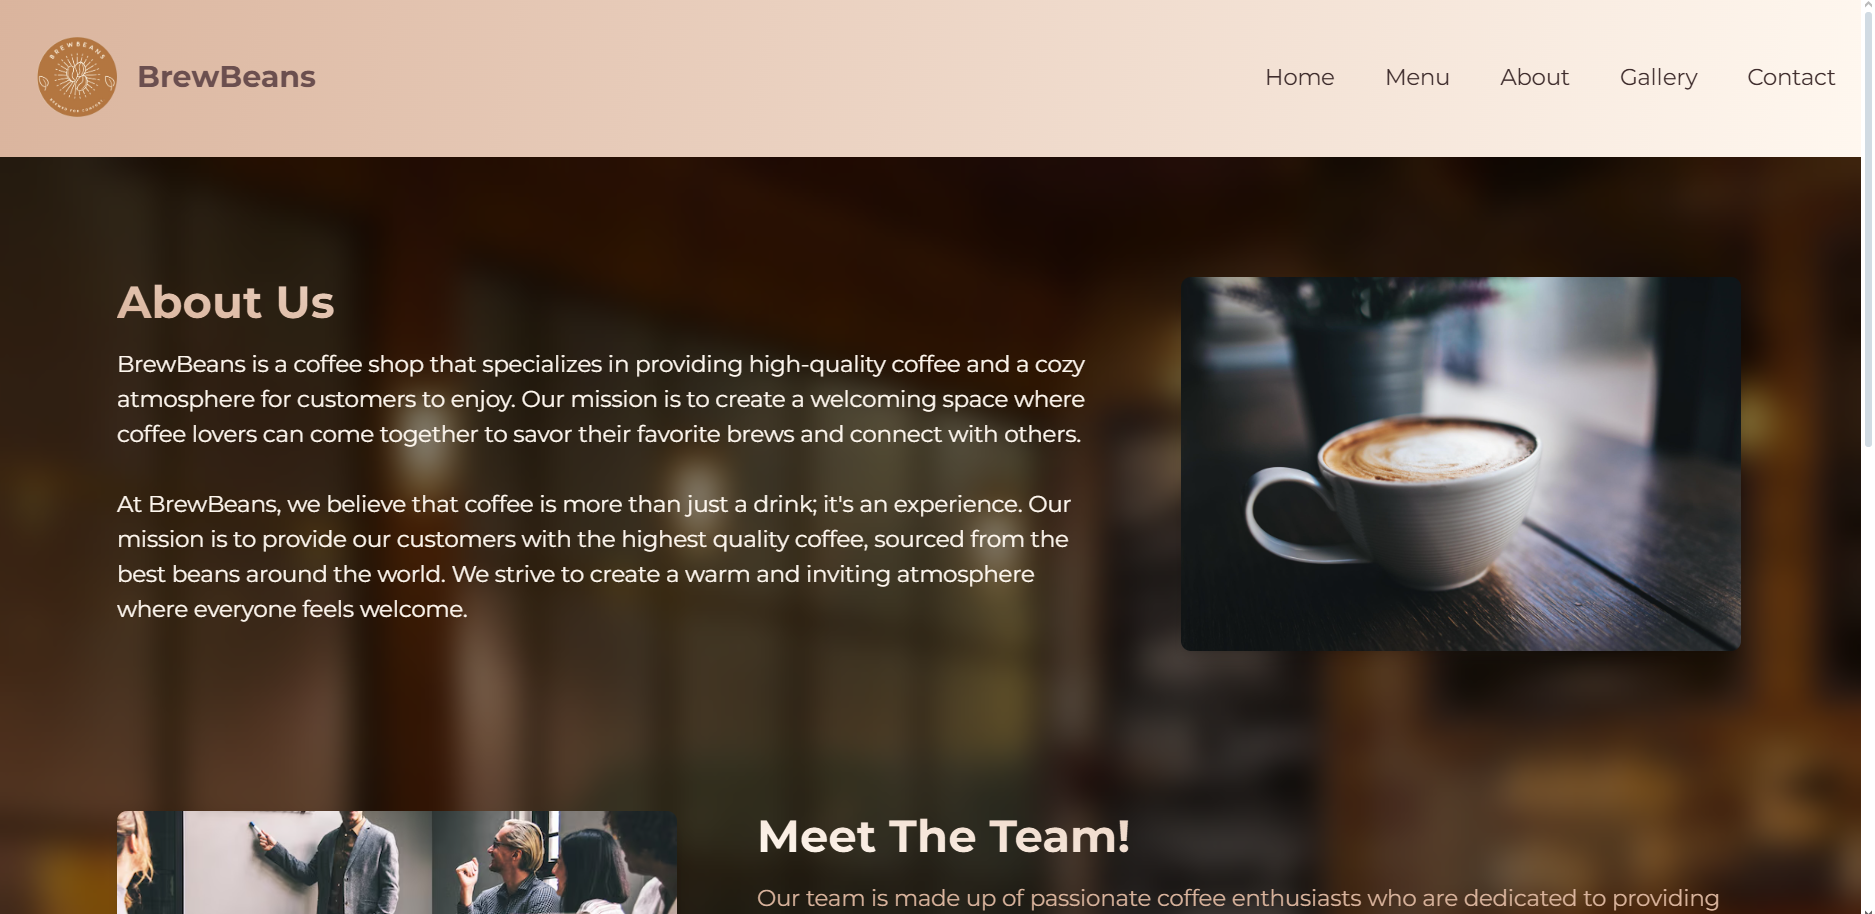 BREWBEANS
BREWED FOR COMFORT
BrewBeans
Home Menu About Gallery Contact
About Us
BrewBeans is a coffee shop that specializes in providing high-quality coffee and a cozy
atmosphere for customers to enjoy. Our mission is to create a welcoming space where
coffee lovers can come together to savor their favorite brews and connect with others.
At BrewBeans, we believe that coffee is more than just a drink; it's an experience. Our
mission is to provide our customers with the highest quality coffee, sourced from the
best beans around the world. We strive to create a warm and inviting atmosphere
where everyone feels welcome.
Meet The Team!
Our team is made up of passionate coffee enthusiasts who are dedicated to providing